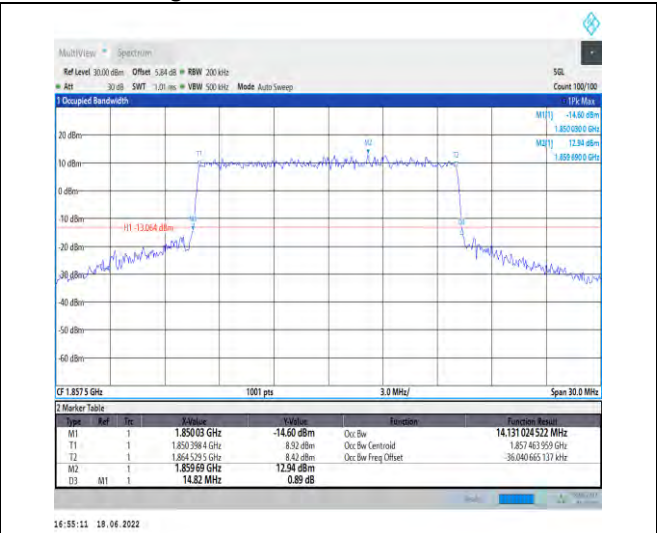 MultiView Spectrum
Ref Level 30.00 dBm Offset 5.84 dB RBW 200 kHz SGL
Att 30 dB SWT 1.01 ms VBW 500 kHz Mode Auto Sweep Count 100/100
1 Occupied Bandwidth 1Pk Max
M1[1] -14.60 dBm
1.850 030 0 GHz
M2[1] 12.94 dBm
1.859 690 0 GHz
20 dBm
M2
T1 T2
10 dBm
0 dBm
-10 dBm
H1 -13.064 dBm
-20 dBm
-30 dBm
-40 dBm
-50 dBm
-60 dBm
CF 1.857 5 GHz 1001 pts 3.0 MHz/ Span 30.0 MHz
2 Marker Table
Type Ref Trc X-Value Y-Value Function Function Result
M1 1 1.85003 GHz -14.60 dBm Occ Bw 14.131 024 522 MHz
T1 1 1.850 398 4 GHz 8.92 dBm Occ Bw Centroid 1.857 463 959 GHz
T2 1 1.864 529 5 GHz 8.42 dBm Occ Bw Freq Offset -36.040 665 137 kHz
M2 1 1.85969 GHz 12.94 dBm
D3 M1 1 14.82 MHz 0.89 dB
16:55:11 18.06.2022